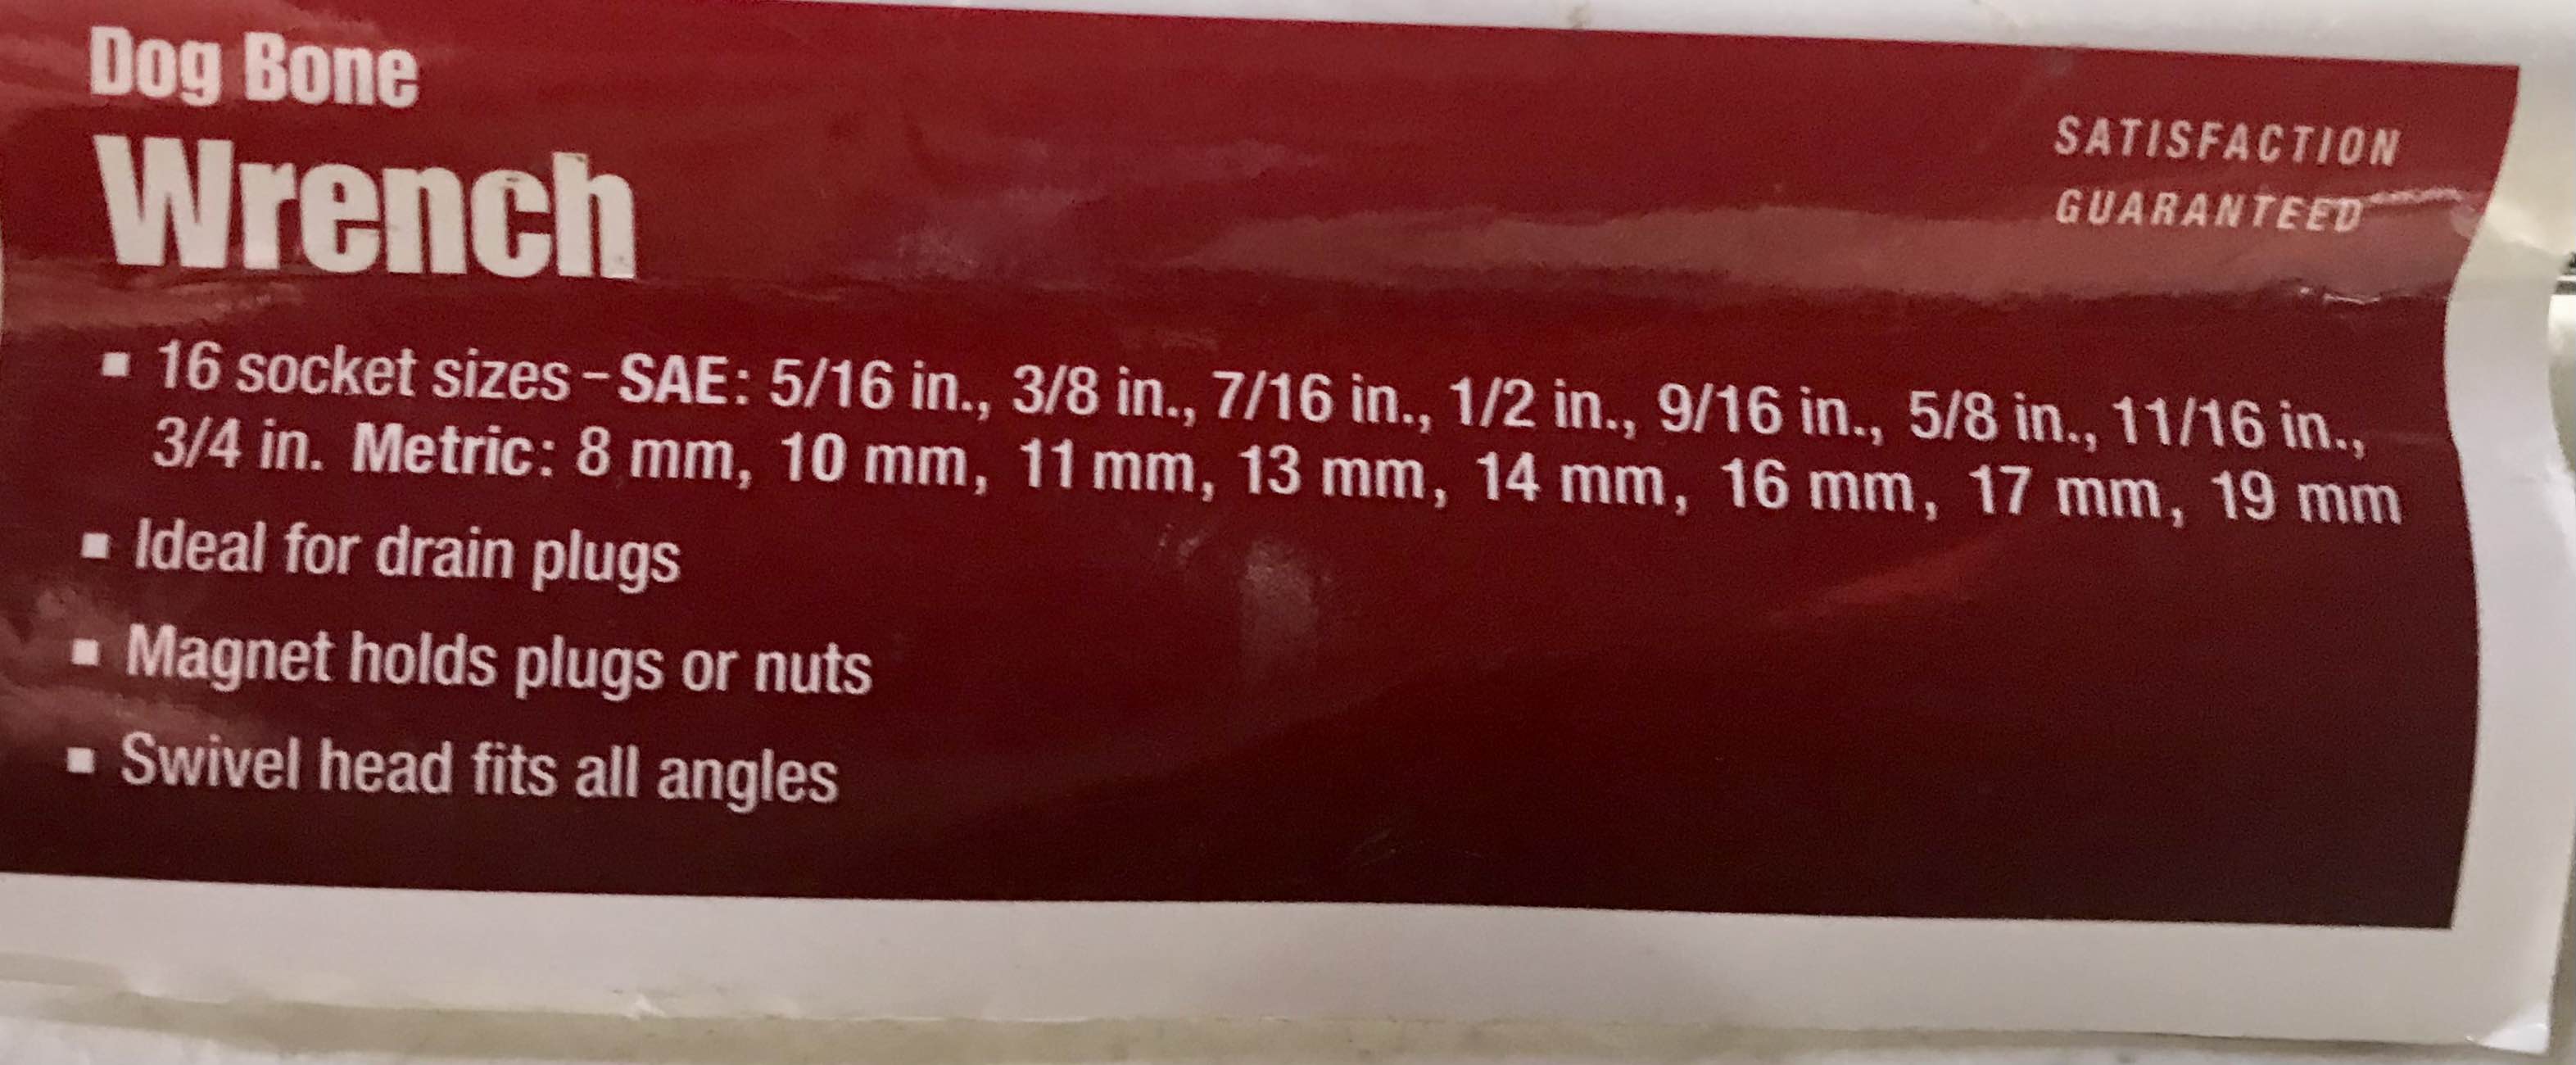 Dog Bone
Wrench
SATISFACTION
GUARANTEED
▪ 16 socket sizes – SAE: 5/16 in., 3/8 in., 7/16 in., 1/2 in., 9/16 in., 5/8 in., 11/16 in.,
3/4 in. Metric: 8 mm, 10 mm, 11 mm, 13 mm, 14 mm, 16 mm, 17 mm, 19 mm
▪ Ideal for drain plugs
▪ Magnet holds plugs or nuts
▪ Swivel head fits all angles